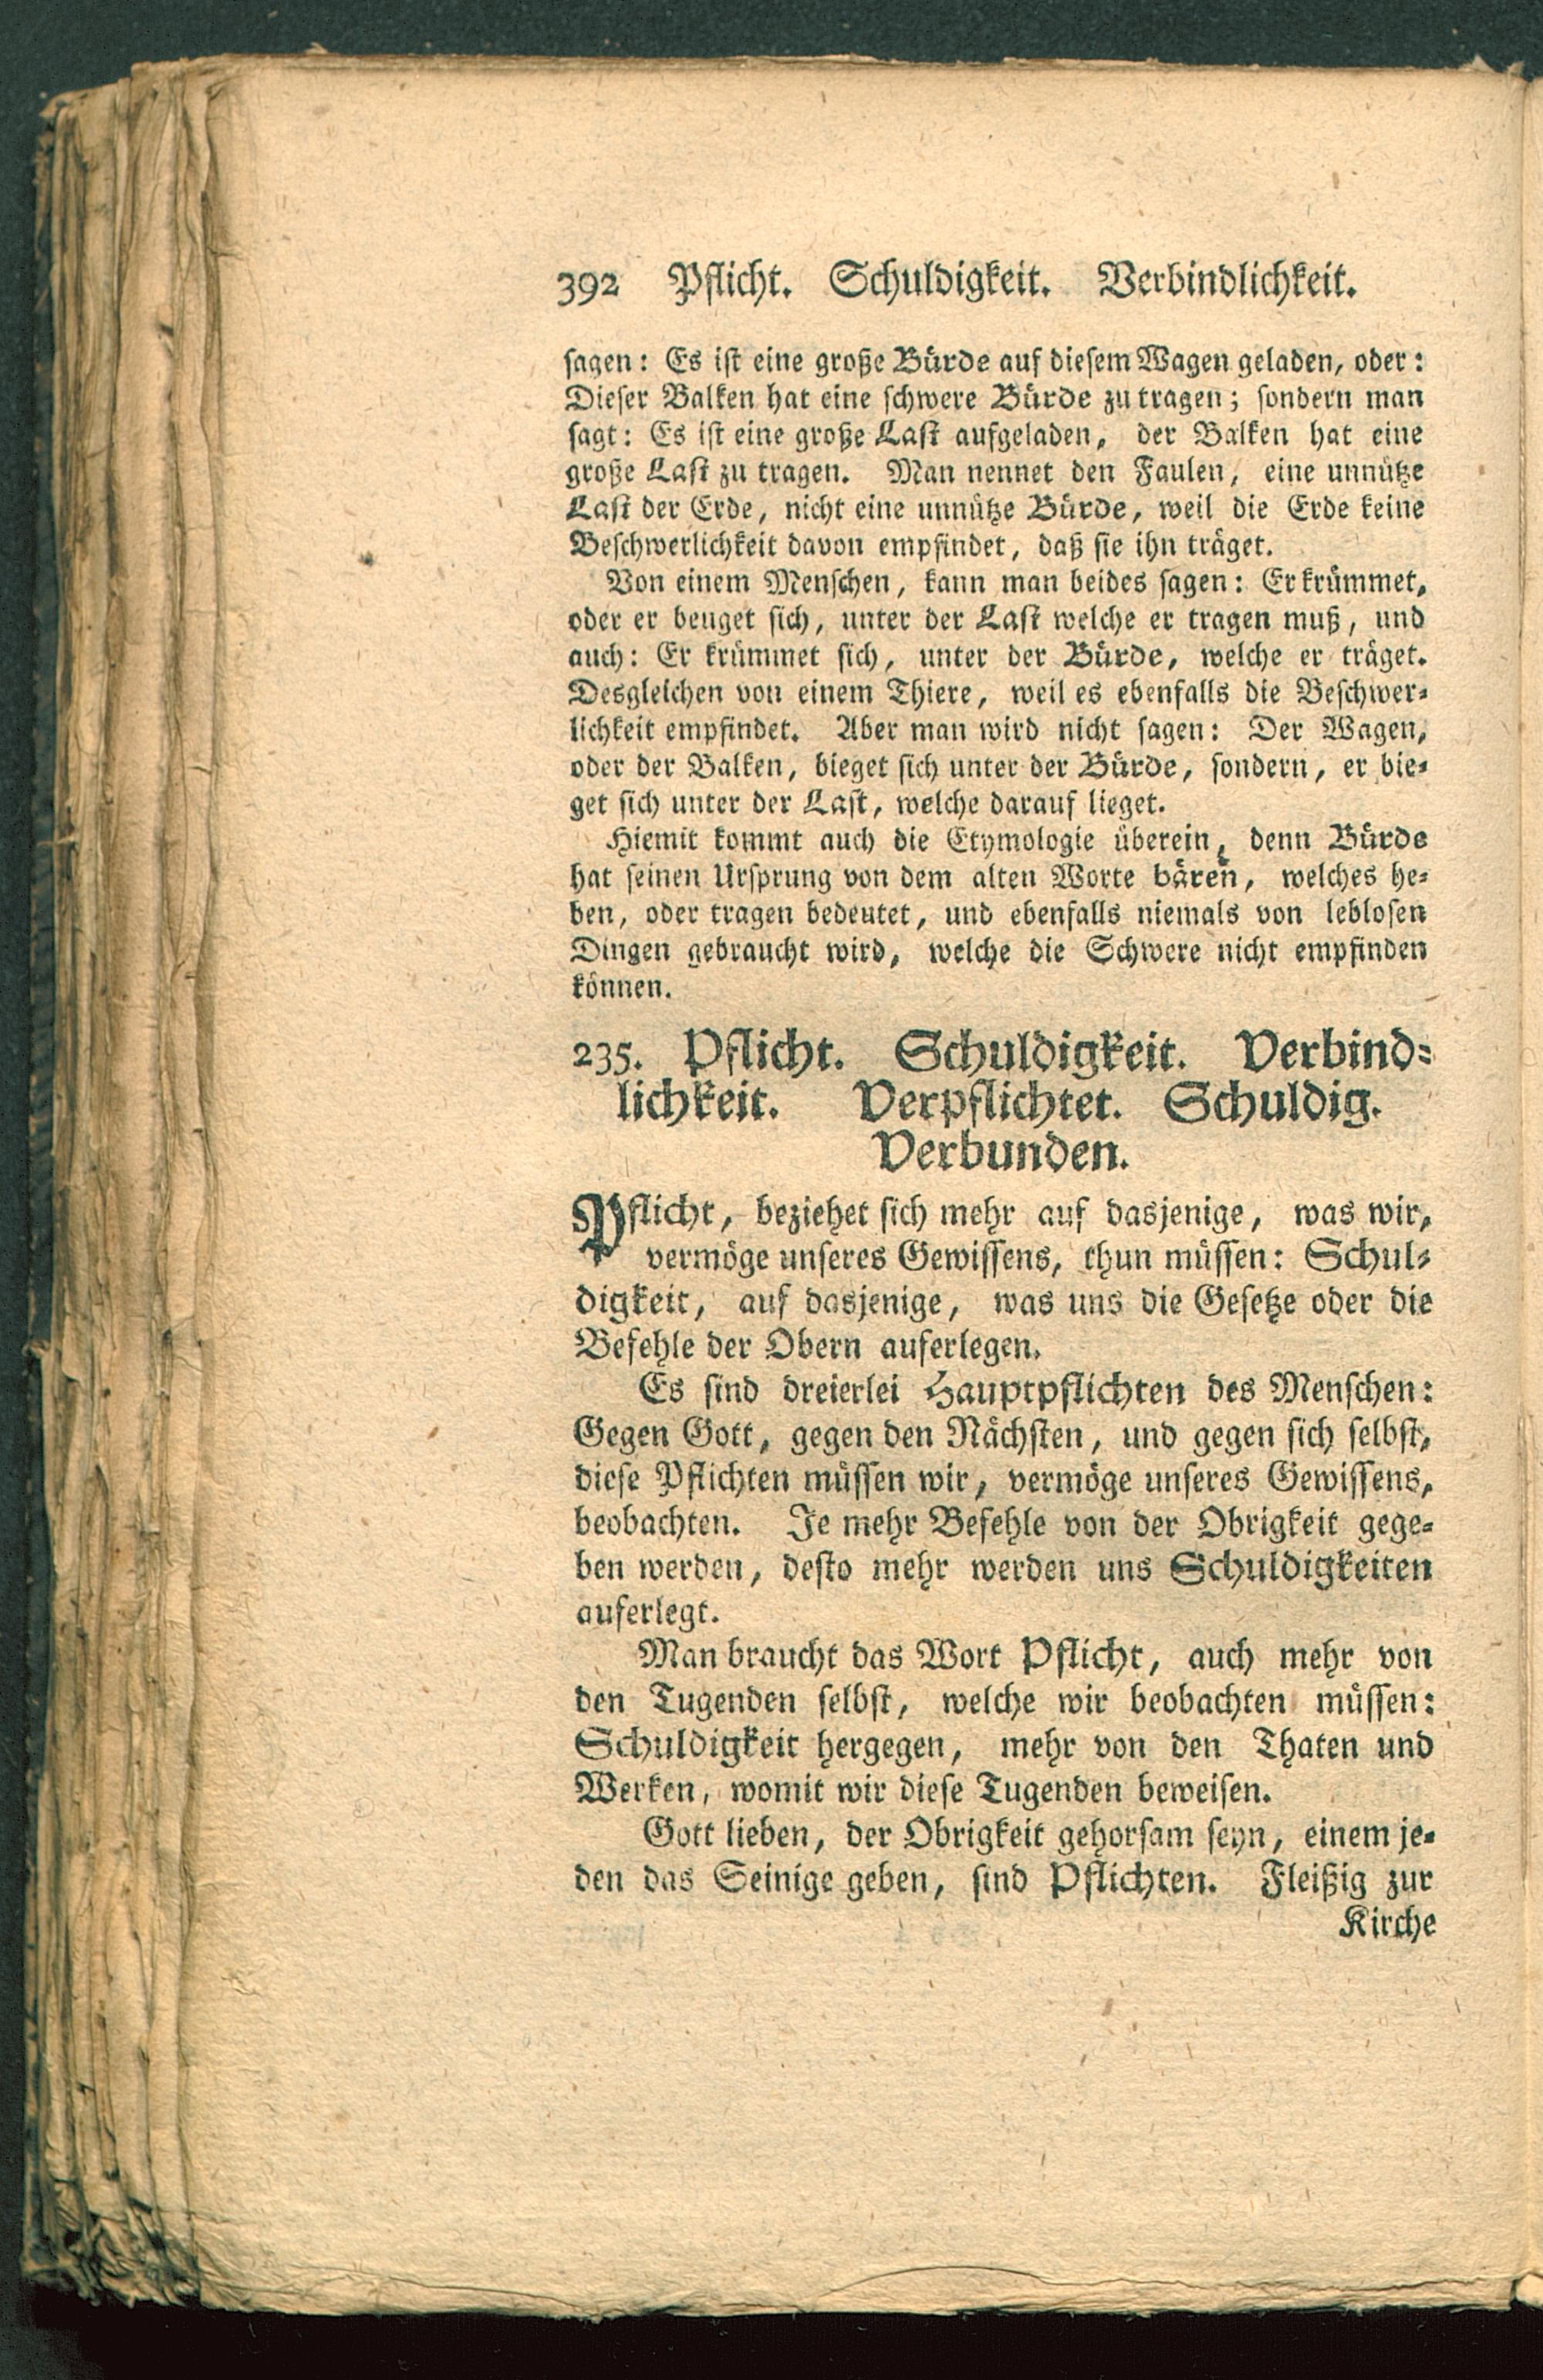 392 Pflicht. Schuldigkeit. Verbindlichkeit.
sagen: Es ist eine große Bürde auf diesem Wagen geladen, oder:
Dieser Balken hat eine schwere Bürde zu tragen; sondern man
sagt: Es ist eine große Last aufgeladen, der Balken hat eine
große Last zu tragen. Man nennet den Faulen, eine unnütze
Last der Erde, nicht eine unnütze Bürde, weil die Erde keine
Beschwerlichkeit davon empfindet, daß sie ihn träget.
Von einem Menschen, kann man beides sagen: Er krümmet,
oder er beuget sich, unter der Last welche er tragen muß, und
auch: Er krümmet sich, unter der Bürde, welche er träget.
Desgleichen von einem Thiere, weil es ebenfalls die Beschwer-
lichkeit empfindet. Aber man wird nicht sagen: Der Wagen,
oder der Balken, bieget sich unter der Bürde, sondern, er bie-
get sich unter der Last, welche darauf lieget.
Hiemit kommt auch die Etymologie überein, denn Bürde
hat seinen Ursprung von dem alten Worte bären, welches he-
ben, oder tragen bedeutet, und ebenfalls niemals von leblosen
Dingen gebraucht wird, welche die Schwere nicht empfinden
können.
235. Pflicht. Schuldigkeit. Verbind-
lichkeit. Verpflichtet. Schuldig.
Verbunden.
Pflicht, beziehet sich mehr auf dasjenige, was wir,
vermöge unseres Gewissens, thun müssen: Schul-
digkeit, auf dasjenige, was uns die Gesetze oder die
Befehle der Obern auferlegen.
Es sind dreierlei Hauptpflichten des Menschen:
Gegen Gott, gegen den Nächsten, und gegen sich selbst,
diese Pflichten müssen wir, vermöge unseres Gewissens,
beobachten. Je mehr Befehle von der Obrigkeit gege-
ben werden, desto mehr werden uns Schuldigkeiten
auferlegt.
Man braucht das Wort Pflicht, auch mehr von
den Tugenden selbst, welche wir beobachten müssen:
Schuldigkeit hergegen, mehr von den Thaten und
Werken, womit wir diese Tugenden beweisen.
Gott lieben, der Obrigkeit gehorsam seyn, einem je-
den das Seinige geben, sind Pflichten. Fleißig zur
Kirche